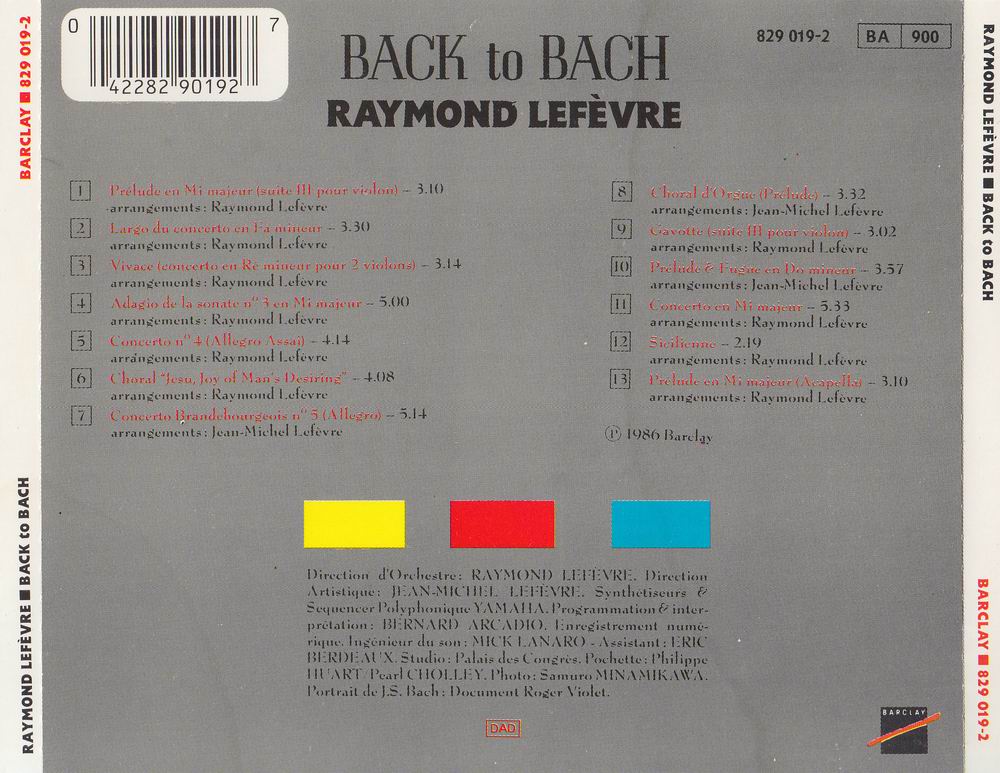 BARCLAY ■ 829 019-2
RAYMOND LEFÈVRE ■ BACK to BACH
0 42282 90192 7
BACK to BACH
RAYMOND LEFÈVRE
829 019-2
BA 900
1 Prélude en Mi majeur (suite III pour violon) – 3.10
arrangements : Raymond Lefèvre
2 Largo du concerto en Fa mineur – 3.30
arrangements : Raymond Lefèvre
3 Vivace (concerto en Ré mineur pour 2 violons) – 3.14
arrangements : Raymond Lefèvre
4 Adagio de la sonate n° 3 en Mi majeur – 5.00
arrangements : Raymond Lefèvre
5 Concerto n° 4 (Allegro Assai) – 4.14
arrangements : Raymond Lefèvre
6 Choral "Jesu, Joy of Man's Desiring" – 4.08
arrangements : Raymond Lefèvre
7 Concerto Brandebourgeois n° 5 (Allegro) – 5.14
arrangements : Jean-Michel Lefèvre
8 Choral d'Orgue (Prélude) – 3.32
arrangements : Jean-Michel Lefèvre
9 Gavotte (suite III pour violon) – 3.02
arrangements : Raymond Lefèvre
10 Prélude & Fugue en Do mineur – 3.57
arrangements : Jean-Michel Lefèvre
11 Concerto en Mi majeur – 5.33
arrangements : Raymond Lefèvre
12 Sicilienne – 2.19
arrangements : Raymond Lefèvre
13 Prélude en Mi majeur (Acapella) – 3.10
arrangements : Raymond Lefèvre
Ⓟ 1986 Barclay
Direction d'Orchestre : RAYMOND LEFÈVRE. Direction
Artistique : JEAN-MICHEL LEFÈVRE. Synthétiseurs &
Sequencer Polyphonique YAMAHA. Programmation & inter-
prétation : BERNARD ARCADIO. Enregistrement numé-
rique. Ingénieur du son : MICK LANARO - Assistant : ERIC
BERDEAUX. Studio : Palais des Congrès. Pochette : Philippe
HUART/Pearl CHOLLEY. Photo : Samuro MINAMIKAWA.
Portrait de J.S. Bach : Document Roger Violet.
DAD
BARCLAY
RAYMOND LEFÈVRE ■ BACK to BACH
BARCLAY ■ 829 019-2